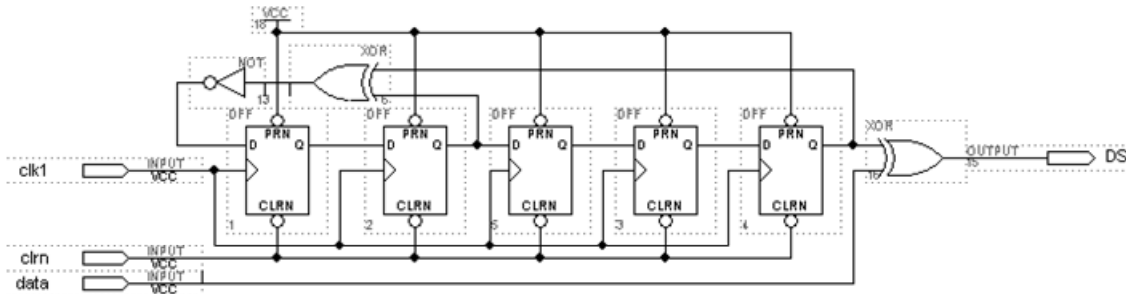 VCC
18
NOT
XOR
13
6
DFF DFF DFF DFF DFF
PRN PRN PRN PRN PRN
D Q D Q D Q D Q D Q
XOR
clk1 INPUT
VCC
OUTPUT DS
16 15
CLRN CLRN CLRN CLRN CLRN
1 2 5 3 4
clrn INPUT
VCC
data INPUT
VCC